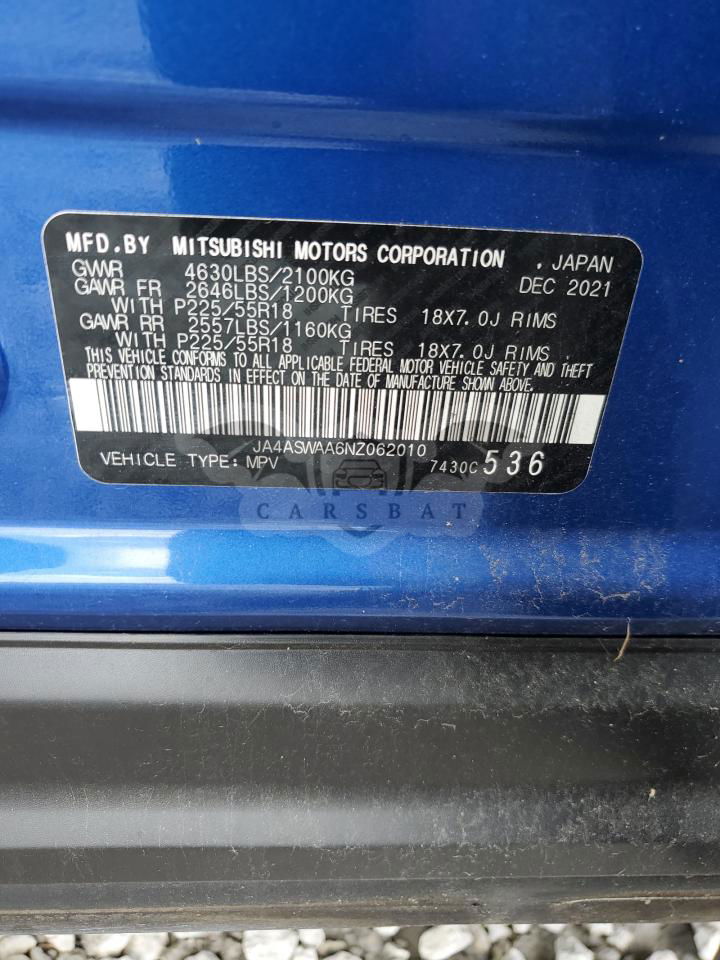 MFD.BY MITSUBISHI MOTORS CORPORATION . JAPAN
GVWR 4630LBS/2100KG DEC 2021
GAWR FR 2646LBS/1200KG
WITH P225/55R18 TIRES 18X7.0J RIMS
GAWR RR 2557LBS/1160KG
WITH P225/55R18 TIRES 18X7.0J RIMS .
THIS VEHICLE CONFORMS TO ALL APPLICABLE FEDERAL MOTOR VEHICLE SAFETY AND THEFT
PREVENTION STANDARDS IN EFFECT ON THE DATE OF MANUFACTURE SHOWN ABOVE.
JA4ASWAA6NZ062010
VEHICLE TYPE: MPV 7430C 536
CARSBAT